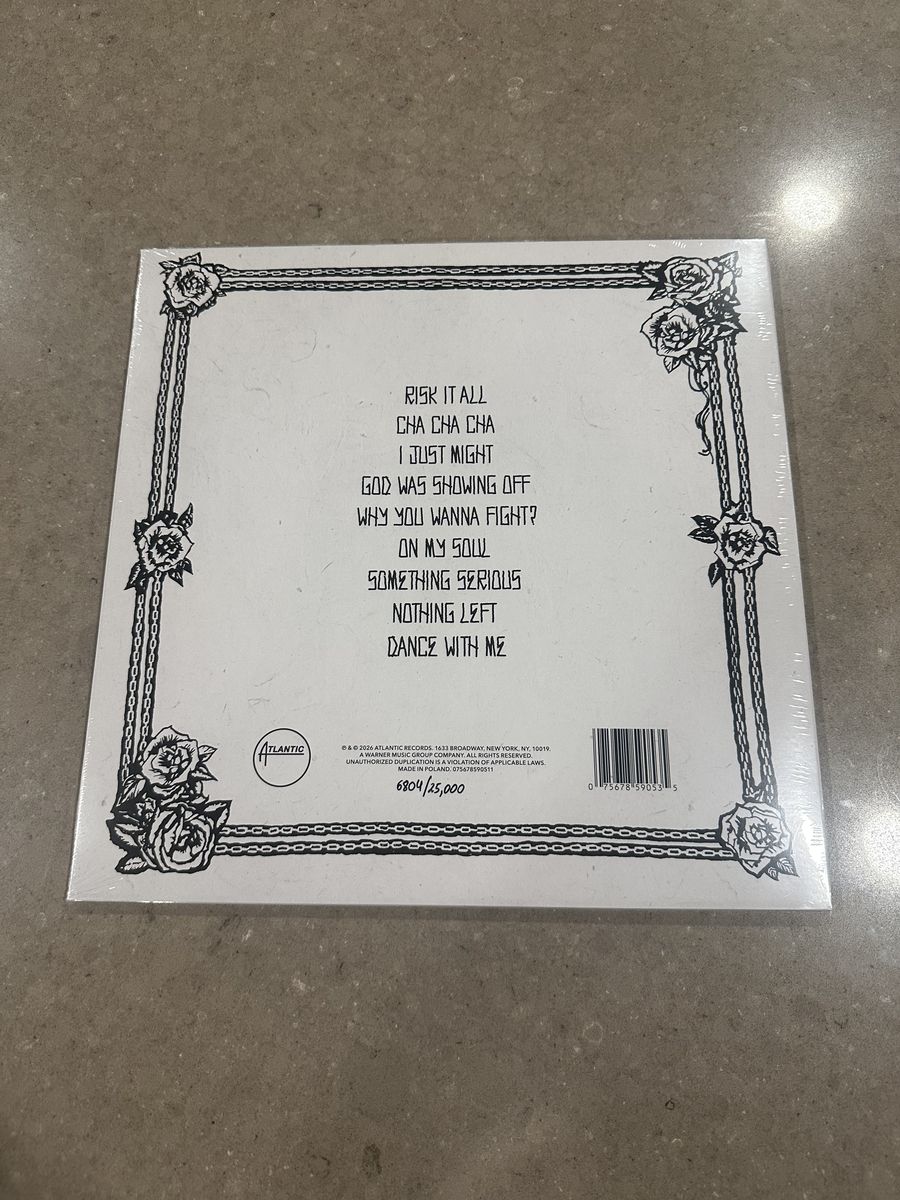 RISK IT ALL
CHA CHA CHA
I JUST MIGHT
GOD WAS SHOWING OFF
WHY YOU WANNA FIGHT?
ON MY SOUL
SOMETHING SERIOUS
NOTHING LEFT
DANCE WITH ME
ATLANTIC
℗ & © 2026 ATLANTIC RECORDS. 1633 BROADWAY, NEW YORK, NY, 10019.
A WARNER MUSIC GROUP COMPANY. ALL RIGHTS RESERVED.
UNAUTHORIZED DUPLICATION IS A VIOLATION OF APPLICABLE LAWS.
MADE IN POLAND. 075678590511
6804/25,000
0 75678 59053 5